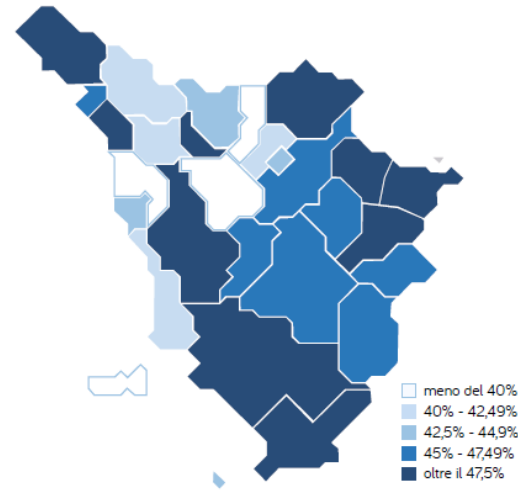 meno del 40%
40% - 42,49%
42,5% - 44,9%
45% - 47,49%
oltre il 47,5%